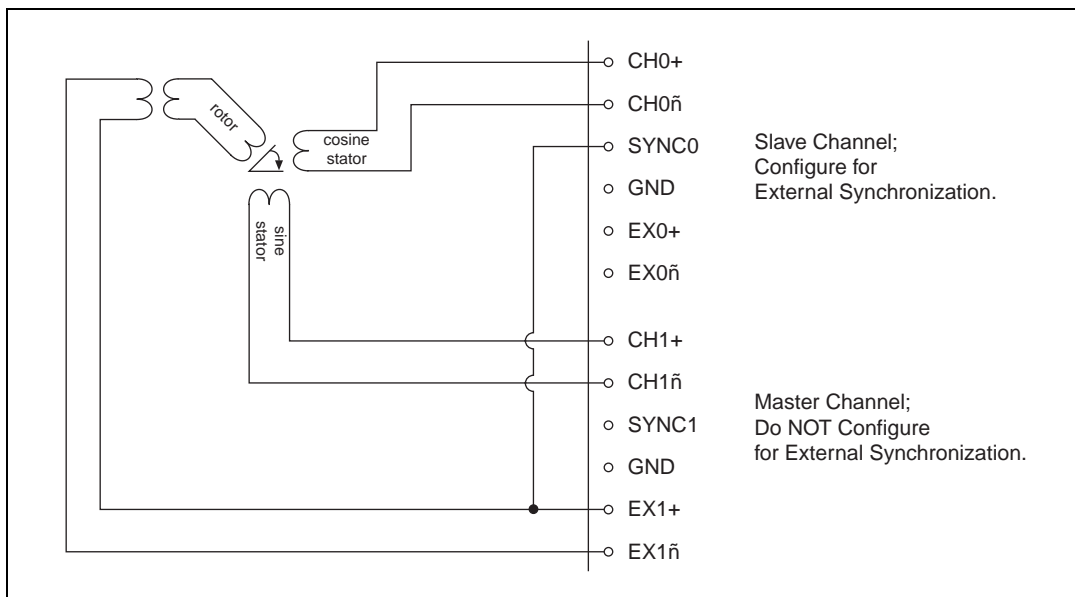 rotor
cosine
stator
sine
stator
CH0+
CH0ñ
SYNC0
GND
EX0+
EX0ñ
Slave Channel;
Configure for
External Synchronization.
CH1+
CH1ñ
SYNC1
GND
EX1+
EX1ñ
Master Channel;
Do NOT Configure
for External Synchronization.